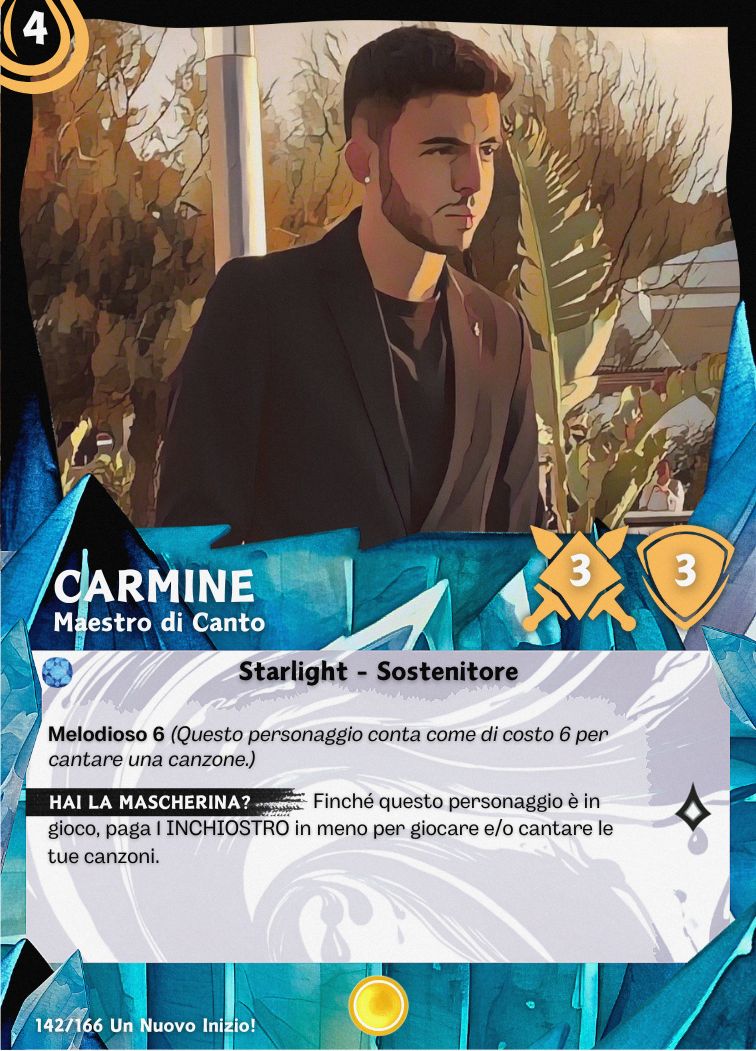 4
CARMINE
Maestro di Canto
3
3
Starlight - Sostenitore
Melodioso 6 (Questo personaggio conta come di costo 6 per
cantare una canzone.)
HAI LA MASCHERINA? Finché questo personaggio è in
gioco, paga 1 INCHIOSTRO in meno per giocare e/o cantare le
tue canzoni.
142/166 Un Nuovo Inizio!